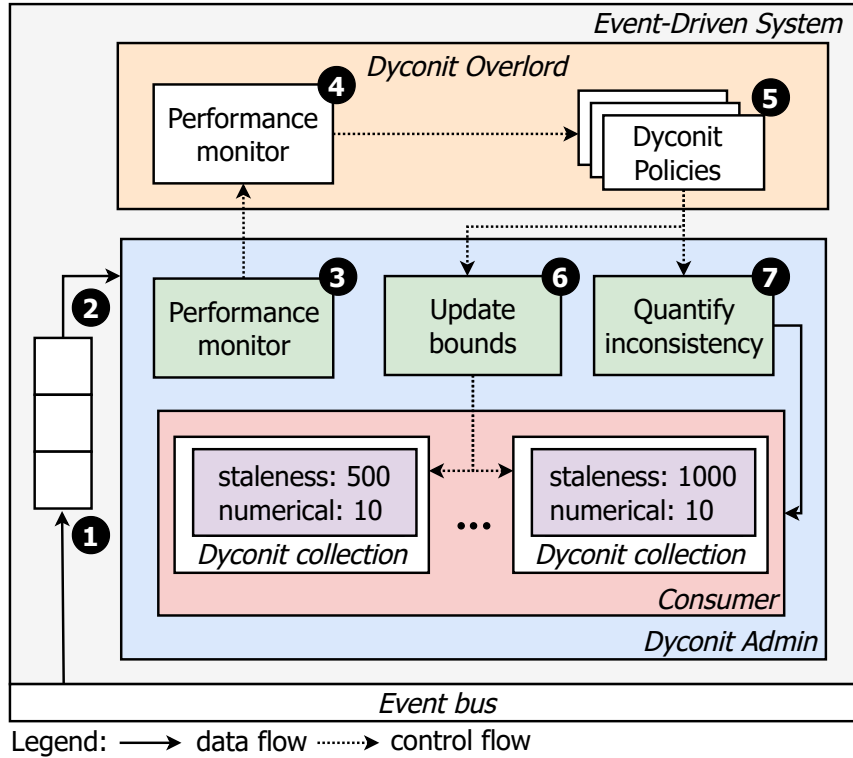 Event-Driven System
Dyconit Overlord
4
Performance
monitor
5
Dyconit
Policies
2
3
Performance
monitor
6
Update
bounds
7
Quantify
inconsistency
staleness: 500
numerical: 10
Dyconit collection
...
staleness: 1000
numerical: 10
Dyconit collection
1
Consumer
Dyconit Admin
Event bus
Legend: data flow control flow